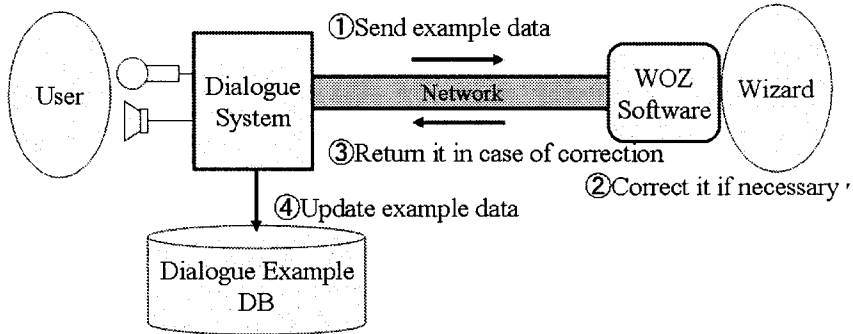 ①Send example data
User
Dialogue
System
Network
WOZ
Software
Wizard
③Return it in case of correction
②Correct it if necessary
④Update example data
Dialogue Example
DB